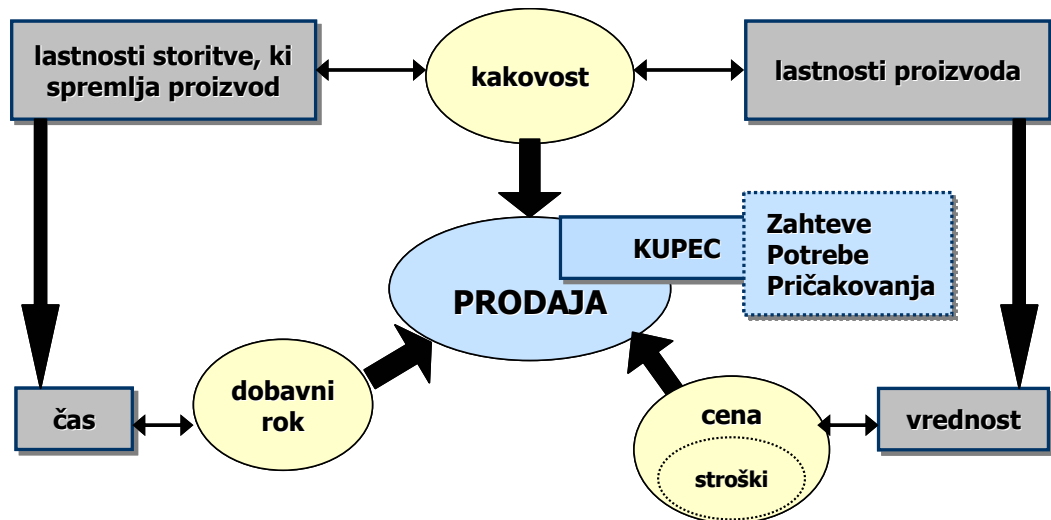 lastnosti storitve, ki
spremlja proizvod
kakovost
lastnosti proizvoda
KUPEC
Zahteve
Potrebe
Pričakovanja
PRODAJA
čas
dobavni
rok
cena
stroški
vrednost